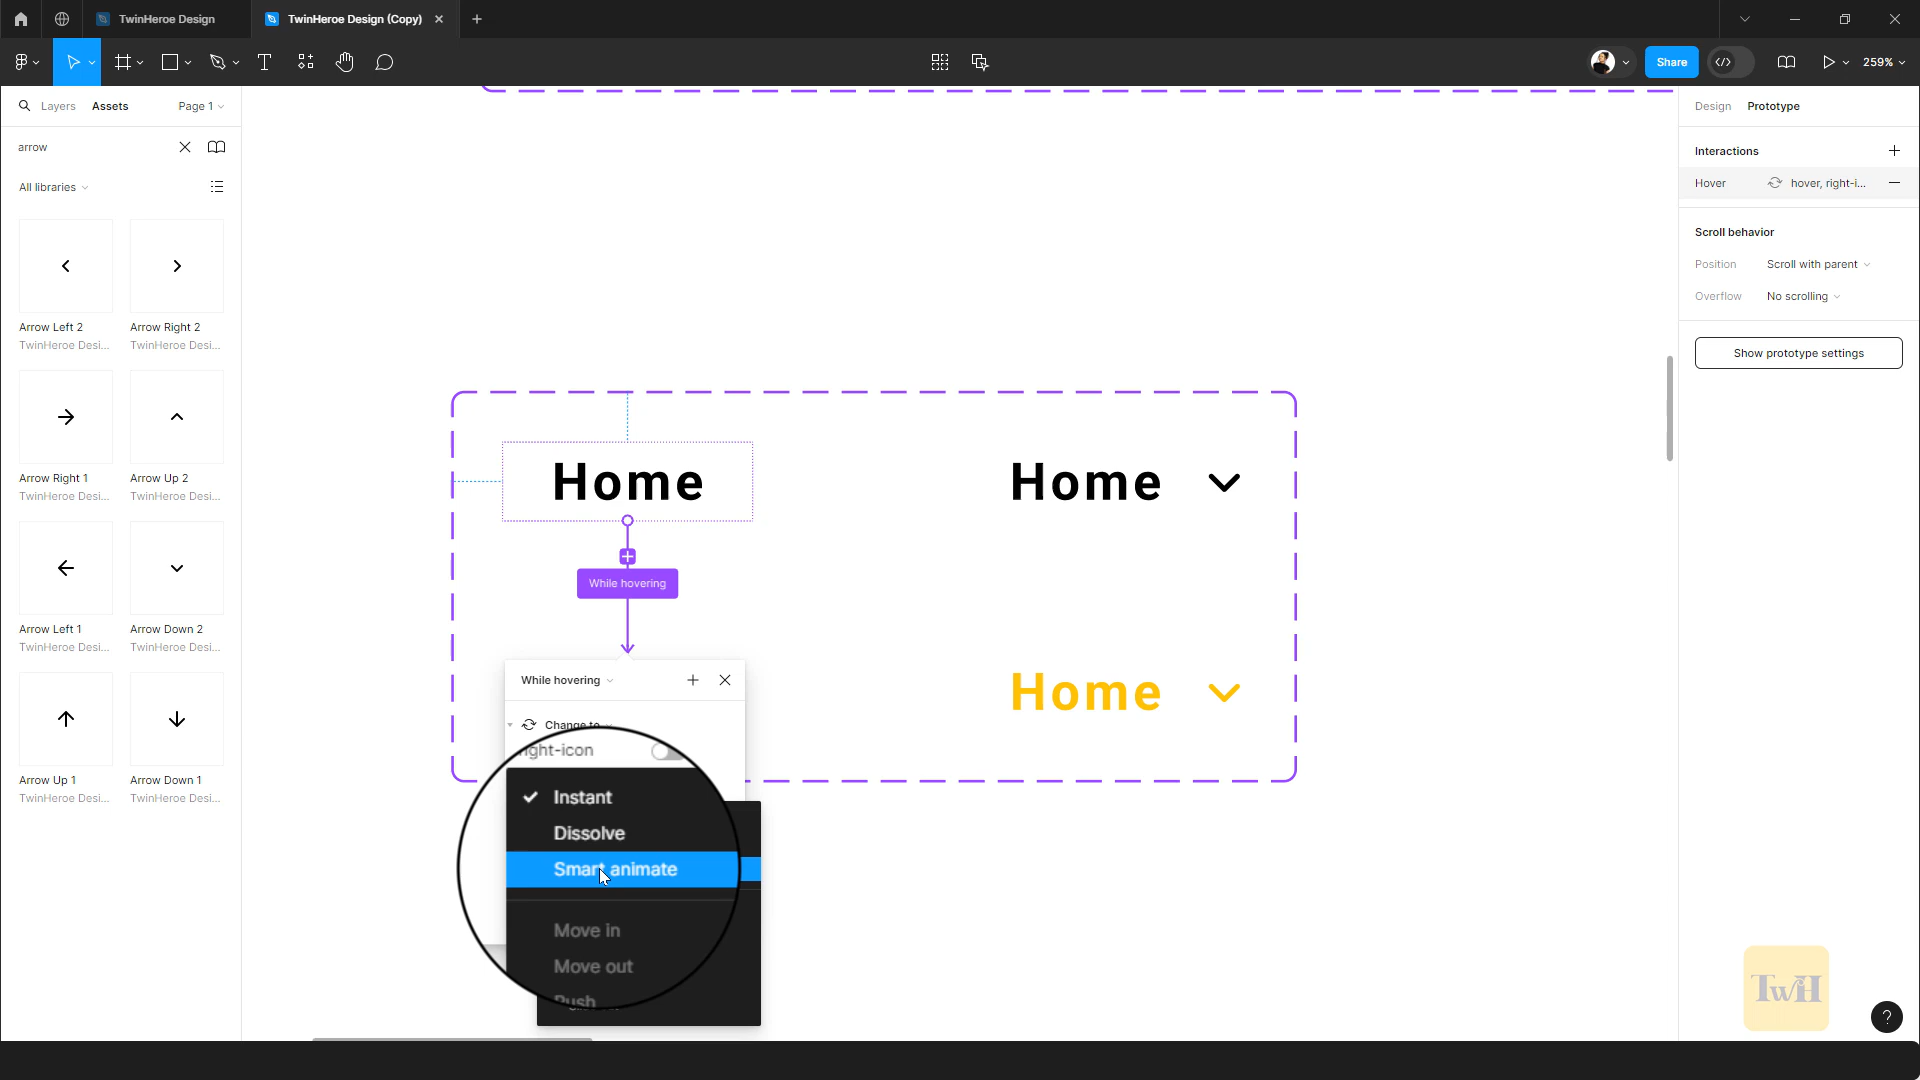 TwinHeroe Design
TwinHeroe Design (Copy)
Share
259%
Layers
Assets
Page 1
arrow
All libraries
Arrow Left 2
TwinHeroe Desi...
Arrow Right 2
TwinHeroe Desi...
Arrow Right 1
TwinHeroe Desi...
Arrow Up 2
TwinHeroe Desi...
Arrow Left 1
TwinHeroe Desi...
Arrow Down 2
TwinHeroe Desi...
Arrow Up 1
TwinHeroe Desi...
Arrow Down 1
TwinHeroe Desi...
Home
While hovering
Home
Home
While hovering
Change to
right-icon
Instant
Dissolve
Smart animate
Move in
Move out
Push
Design
Prototype
Interactions
Hover
hover, right-i...
Scroll behavior
Position
Scroll with parent
Overflow
No scrolling
Show prototype settings
TwH
?